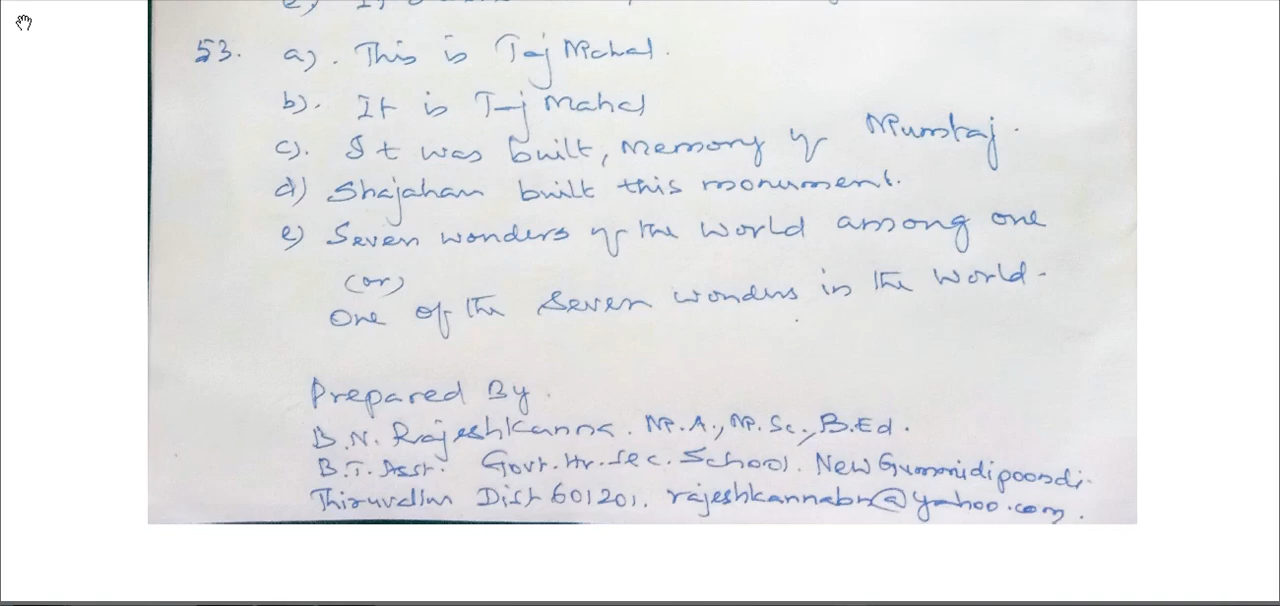 53. a). This is Taj Mahal.
b). It is Taj Mahal
c). It was built, memory of Mumtaj.
d) Shajahan built this monument.
e) Seven wonders of the world among one
(or)
One of the seven wonders in the world.
Prepared By
B.N. Rajeshkanna. M.A., M.Sc., B.Ed.
B.T. Asst. Govt. Hr. Sec. School. New Gummidipoondi.
Thiruvallur Dist 601201. rajeshkannabn@yahoo.com.